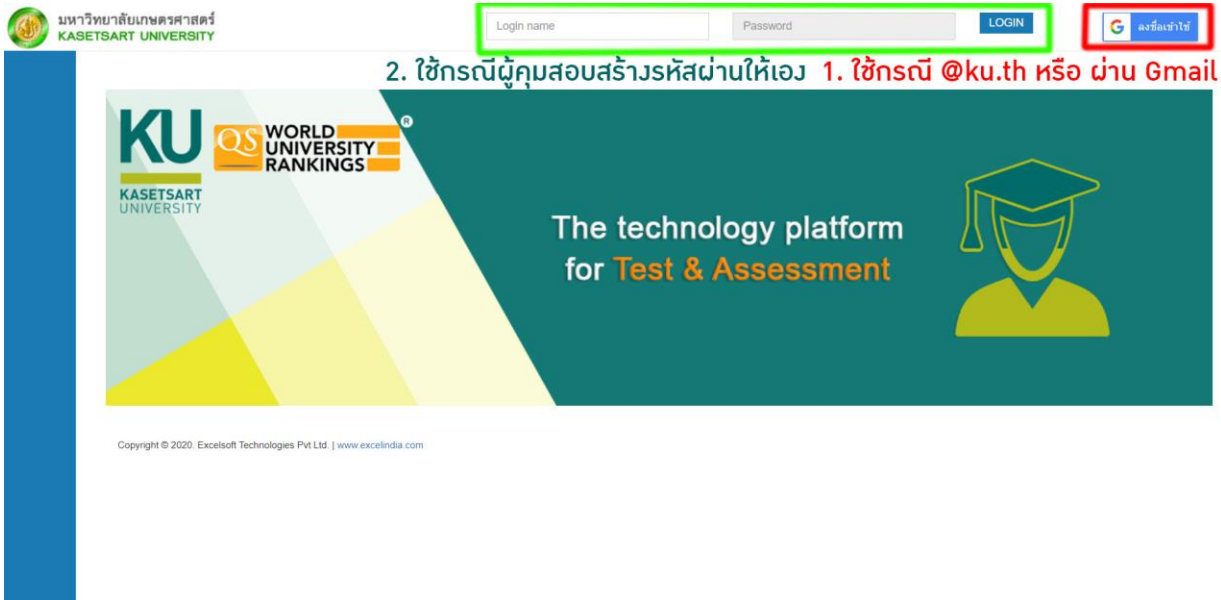 มหาวิทยาลัยเกษตรศาสตร์
KASETSART UNIVERSITY
Login name
Password
LOGIN
G ลงชื่อเข้าใช้
2. ใช้กรณีผู้คุมสอบสร้างรหัสผ่านให้เอง
1. ใช้กรณี @ku.th หรือ ผ่าน Gmail
KU
KASETSART
UNIVERSITY
QS WORLD
UNIVERSITY
RANKINGS
®
The technology platform
for Test & Assessment
Copyright © 2020. Excelsoft Technologies Pvt Ltd. | www.excelindia.com